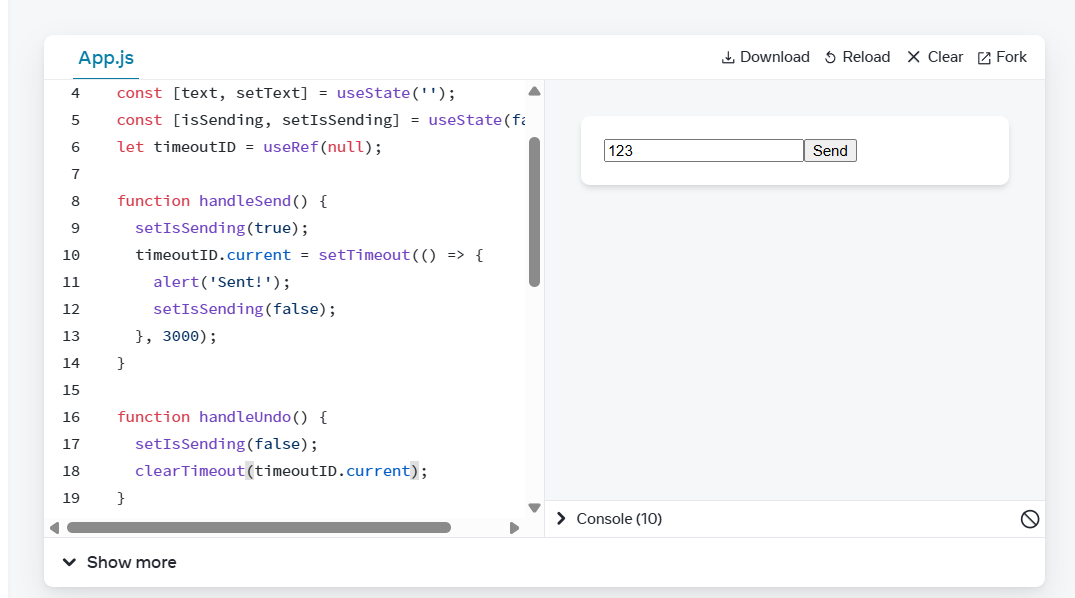 App.js
Download Reload Clear Fork
4 const [text, setText] = useState('');
5 const [isSending, setIsSending] = useState(fa
6 let timeoutID = useRef(null);
7
8 function handleSend() {
9 setIsSending(true);
10 timeoutID.current = setTimeout(() => {
11 alert('Sent!');
12 setIsSending(false);
13 }, 3000);
14 }
15
16 function handleUndo() {
17 setIsSending(false);
18 clearTimeout(timeoutID.current);
19 }
123 Send
Console (10)
Show more